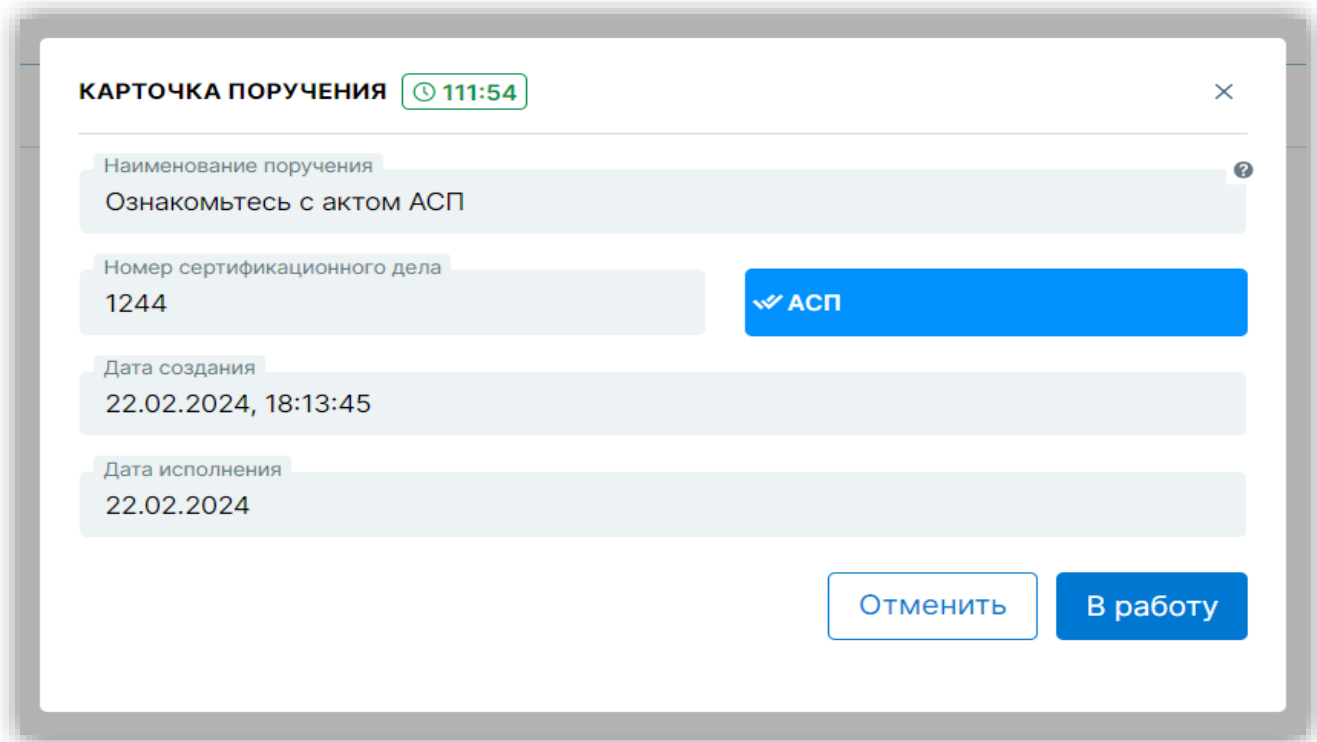 КАРТОЧКА ПОРУЧЕНИЯ 111:54
Наименование поручения
Ознакомьтесь с актом АСП
Номер сертификационного дела
1244
АСП
Дата создания
22.02.2024, 18:13:45
Дата исполнения
22.02.2024
Отменить В работу